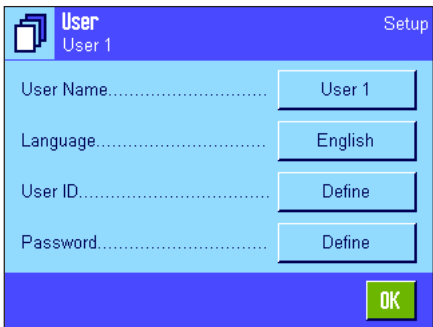 User
Setup
User 1
User Name............................ User 1
Language.............................. English
User ID................................. Define
Password.............................. Define
OK